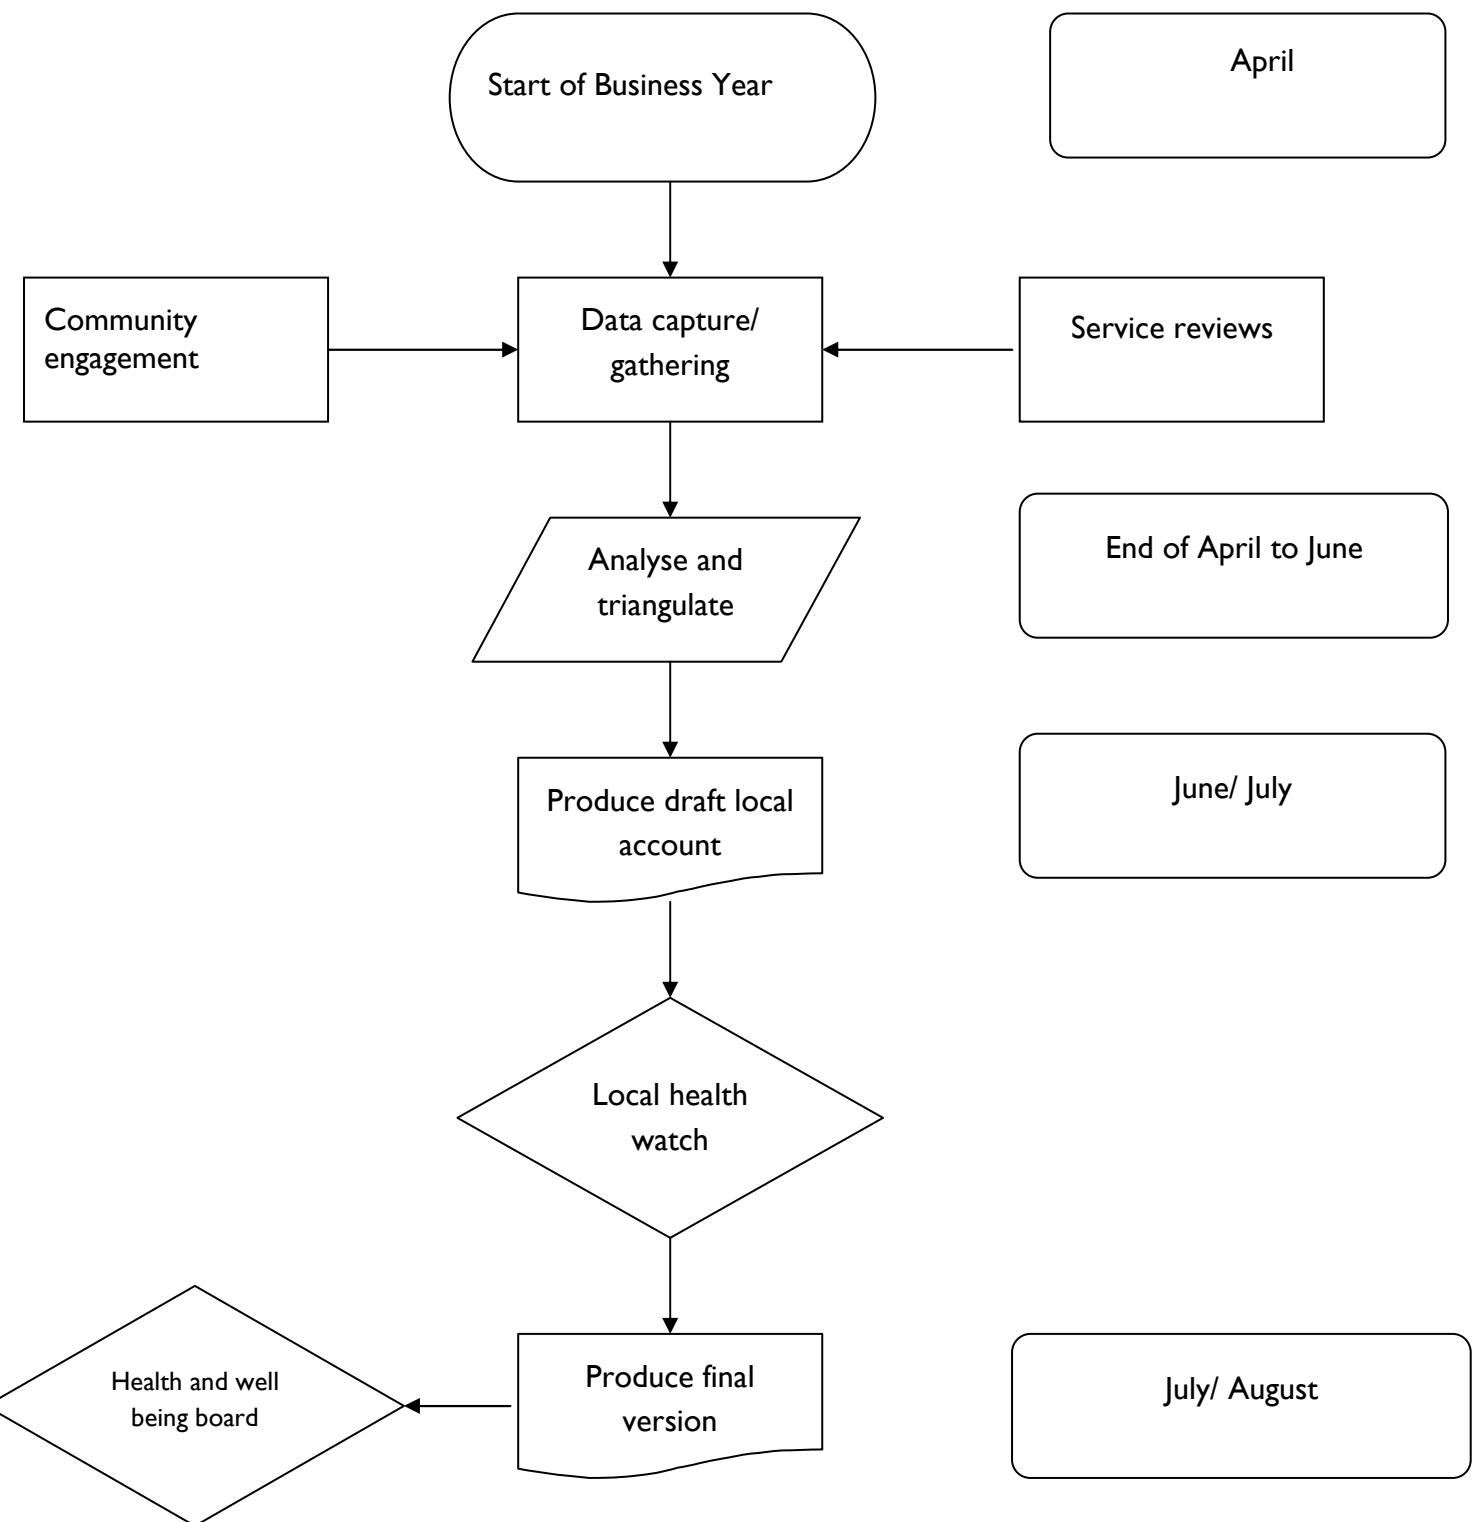 Start of Business Year
April
Community
engagement
Data capture/
gathering
Service reviews
Analyse and
triangulate
End of April to June
Produce draft local
account
June/ July
Local health
watch
Health and well
being board
Produce final
version
July/ August